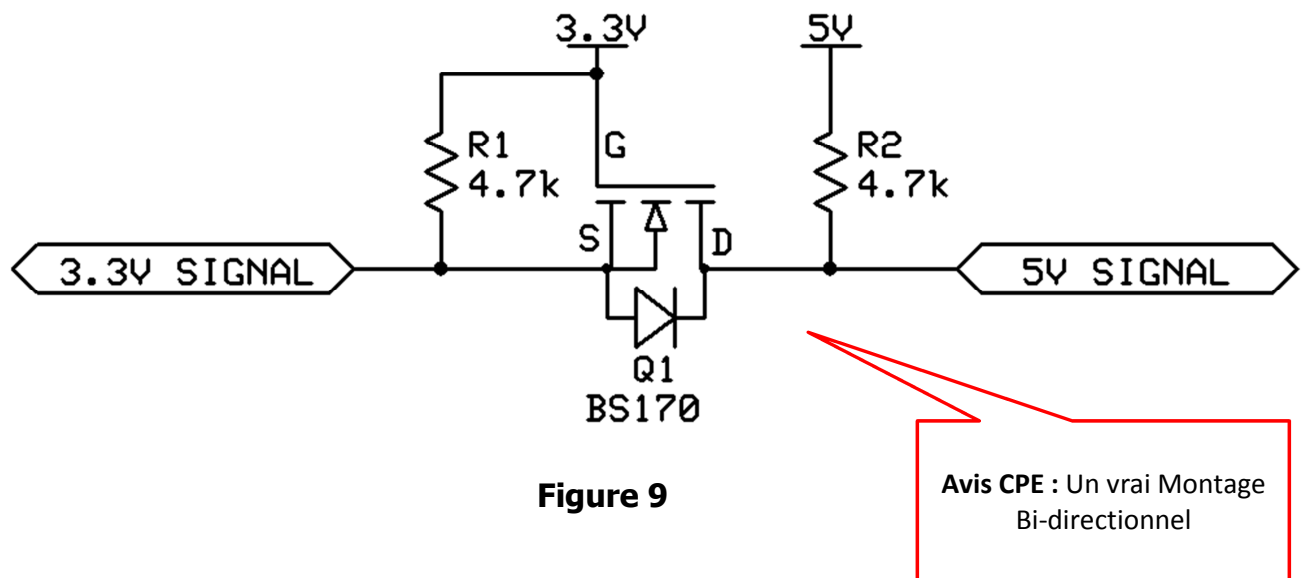 3.3V
5V
R1
4.7k
G
R2
4.7k
S
D
3.3V SIGNAL
5V SIGNAL
Q1
BS170
Figure 9
Avis CPE : Un vrai Montage
Bi-directionnel